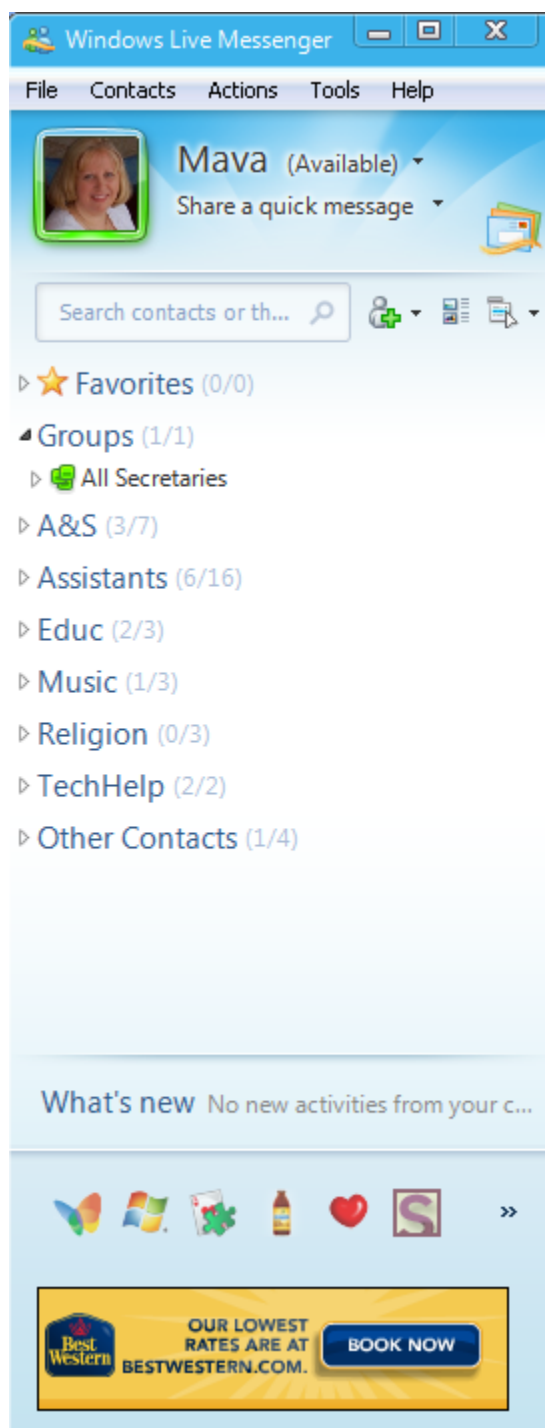 Windows Live Messenger
File Contacts Actions Tools Help
Mava (Available)
Share a quick message
Search contacts or th...
Favorites (0/0)
Groups (1/1)
All Secretaries
A&S (3/7)
Assistants (6/16)
Educ (2/3)
Music (1/3)
Religion (0/3)
TechHelp (2/2)
Other Contacts (1/4)
What's new No new activities from your c...
S
Best
Western
OUR LOWEST
RATES ARE AT
BESTWESTERN.COM.
BOOK NOW